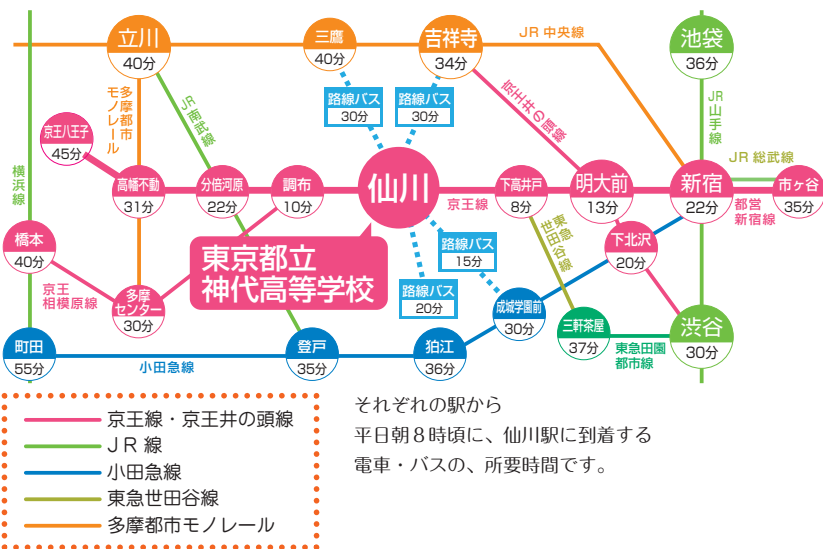 立川
40分
三鷹
40分
吉祥寺
34分
JR 中央線
池袋
36分
路線バス
30分
路線バス
30分
多摩都市
モノレール
JR南武線
京王井の頭線
JR山手線
京王八王子
45分
横浜線
JR 総武線
高幡不動
31分
分倍河原
22分
調布
10分
仙川
京王線
下高井戸
8分
明大前
13分
新宿
22分
都営
新宿線
市ヶ谷
35分
橋本
40分
東京都立
神代高等学校
路線バス
15分
東急
世田谷線
下北沢
20分
京王
相模原線
多摩
センター
30分
路線バス
20分
成城学園前
30分
三軒茶屋
37分
東急田園
都市線
渋谷
30分
町田
55分
小田急線
登戸
35分
狛江
36分
京王線・京王井の頭線
JR 線
小田急線
東急世田谷線
多摩都市モノレール
それぞれの駅から
平日朝８時頃に、仙川駅に到着する
電車・バスの、所要時間です。